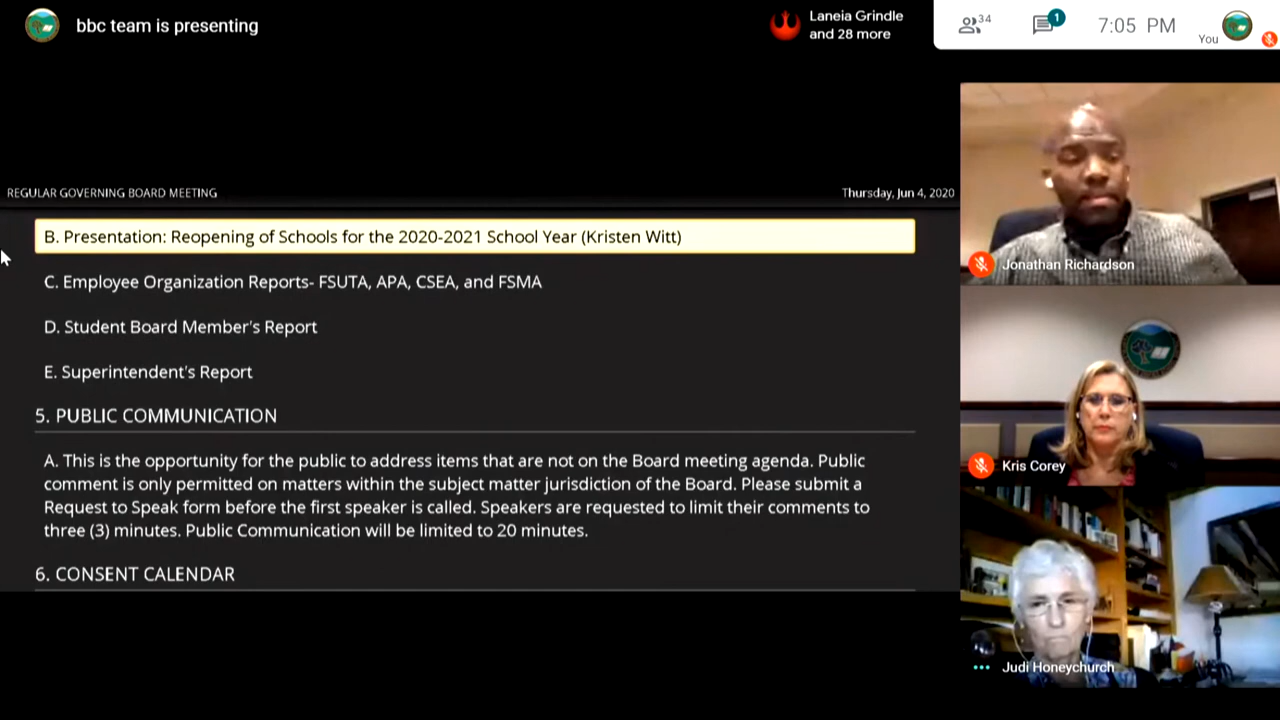 bbc team is presenting
Laneia Grindle
and 28 more
34
1
7:05 PM
You
REGULAR GOVERNING BOARD MEETING
Thursday, Jun 4, 2020
B. Presentation: Reopening of Schools for the 2020-2021 School Year (Kristen Witt)
C. Employee Organization Reports- FSUTA, APA, CSEA, and FSMA
D. Student Board Member's Report
E. Superintendent's Report
5. PUBLIC COMMUNICATION
A. This is the opportunity for the public to address items that are not on the Board meeting agenda. Public
comment is only permitted on matters within the subject matter jurisdiction of the Board. Please submit a
Request to Speak form before the first speaker is called. Speakers are requested to limit their comments to
three (3) minutes. Public Communication will be limited to 20 minutes.
6. CONSENT CALENDAR
Jonathan Richardson
Kris Corey
Judi Honeychurch